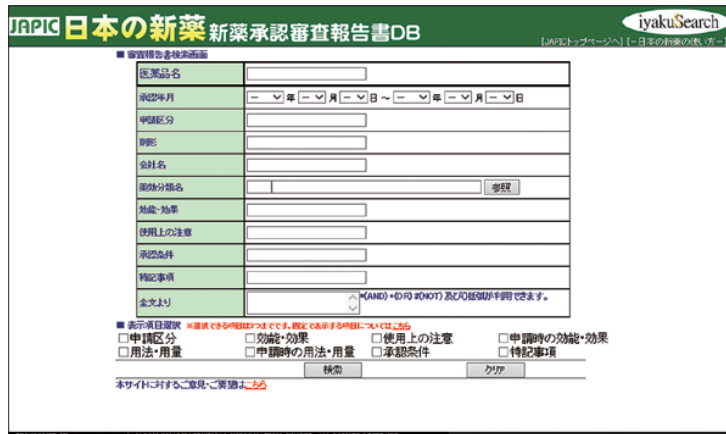 JAPIC 日本の新薬 新薬承認審査報告書DB
iyakuSearch
[JAPICトップページへ] [－日本の新薬の使い方－]
■ 審査報告書検索画面
医薬品名
承認年月 － 年 － 月 － 日 ～ － 年 － 月 － 日
申請区分
剤形
会社名
薬効分類名 参照
効能・効果
使用上の注意
承認条件
特記事項
全文より *(AND) +(OR) #(NOT) 及び()括弧が利用できます。
■ 表示項目選択 ※選択できる項目は7つまでです。固定で表示する項目についてはこちら
□申請区分 □効能・効果 □使用上の注意 □申請時の効能・効果
□用法・用量 □申請時の用法・用量 □承認条件 □特記事項
検索 クリア
本サイトに対するご意見・ご要望はこちら